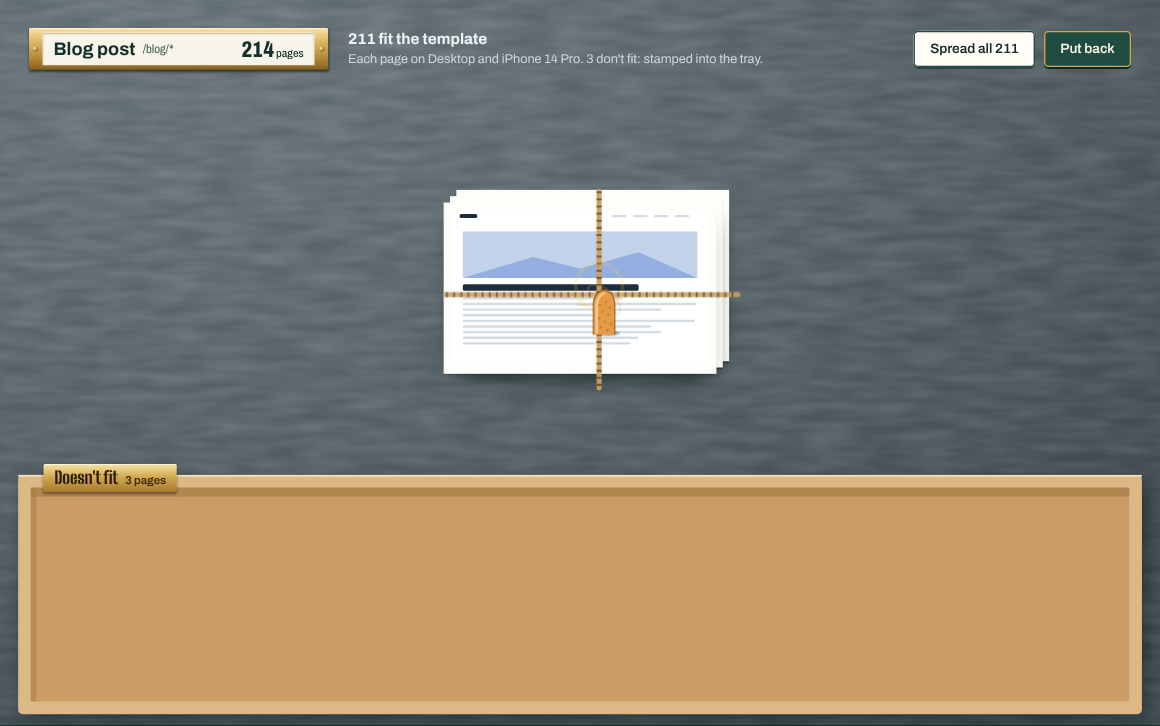 Blog post /blog/* 214 pages
211 fit the template
Each page on Desktop and iPhone 14 Pro. 3 don't fit: stamped into the tray.
Spread all 211
Put back
Doesn't fit 3 pages